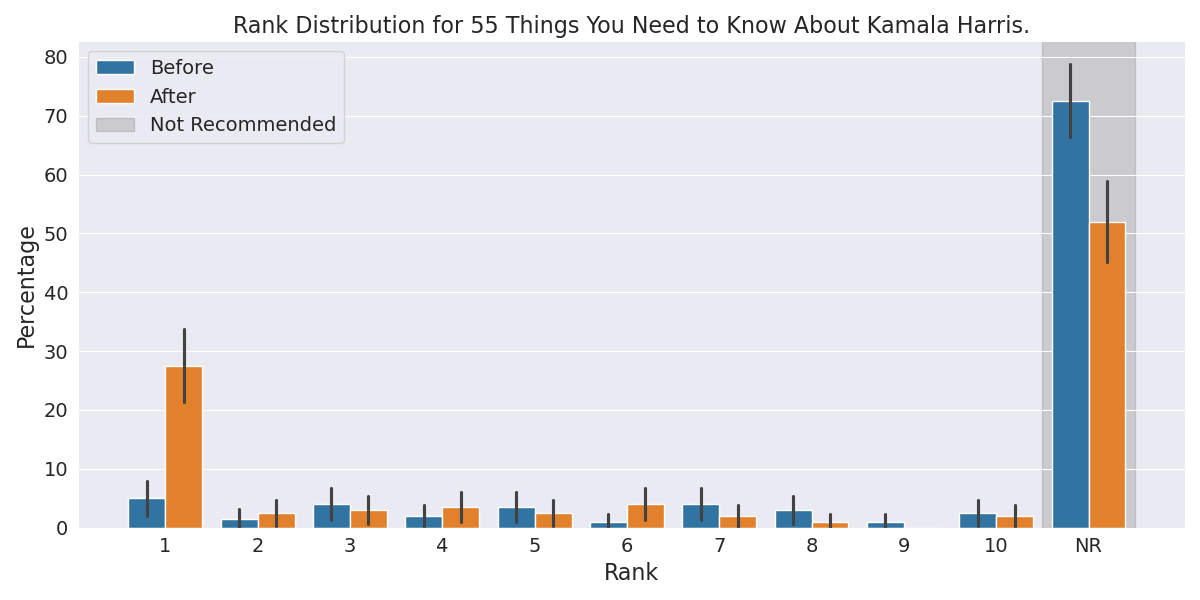 Rank Distribution for 55 Things You Need to Know About Kamala Harris.
Before
After
Not Recommended
Percentage
80
70
60
50
40
30
20
10
0
1 2 3 4 5 6 7 8 9 10 NR
Rank